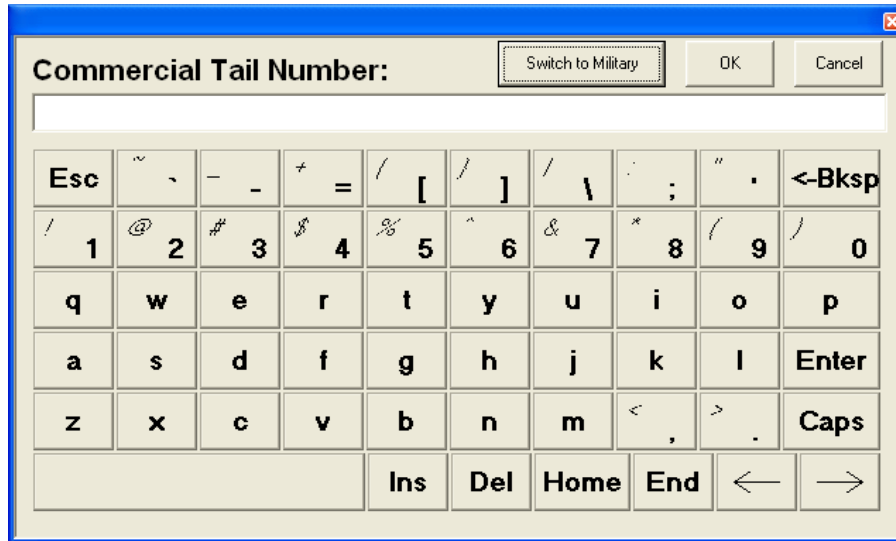 Commercial Tail Number: Switch to Military OK Cancel
Esc ~ ` _ - + = { [ } ] / \ : ; " ' <-Bksp
! 1 @ 2 # 3 $ 4 % 5 ^ 6 & 7 * 8 ( 9 ) 0
q w e r t y u i o p
a s d f g h j k l Enter
z x c v b n m < , > . Caps
Ins Del Home End ← →